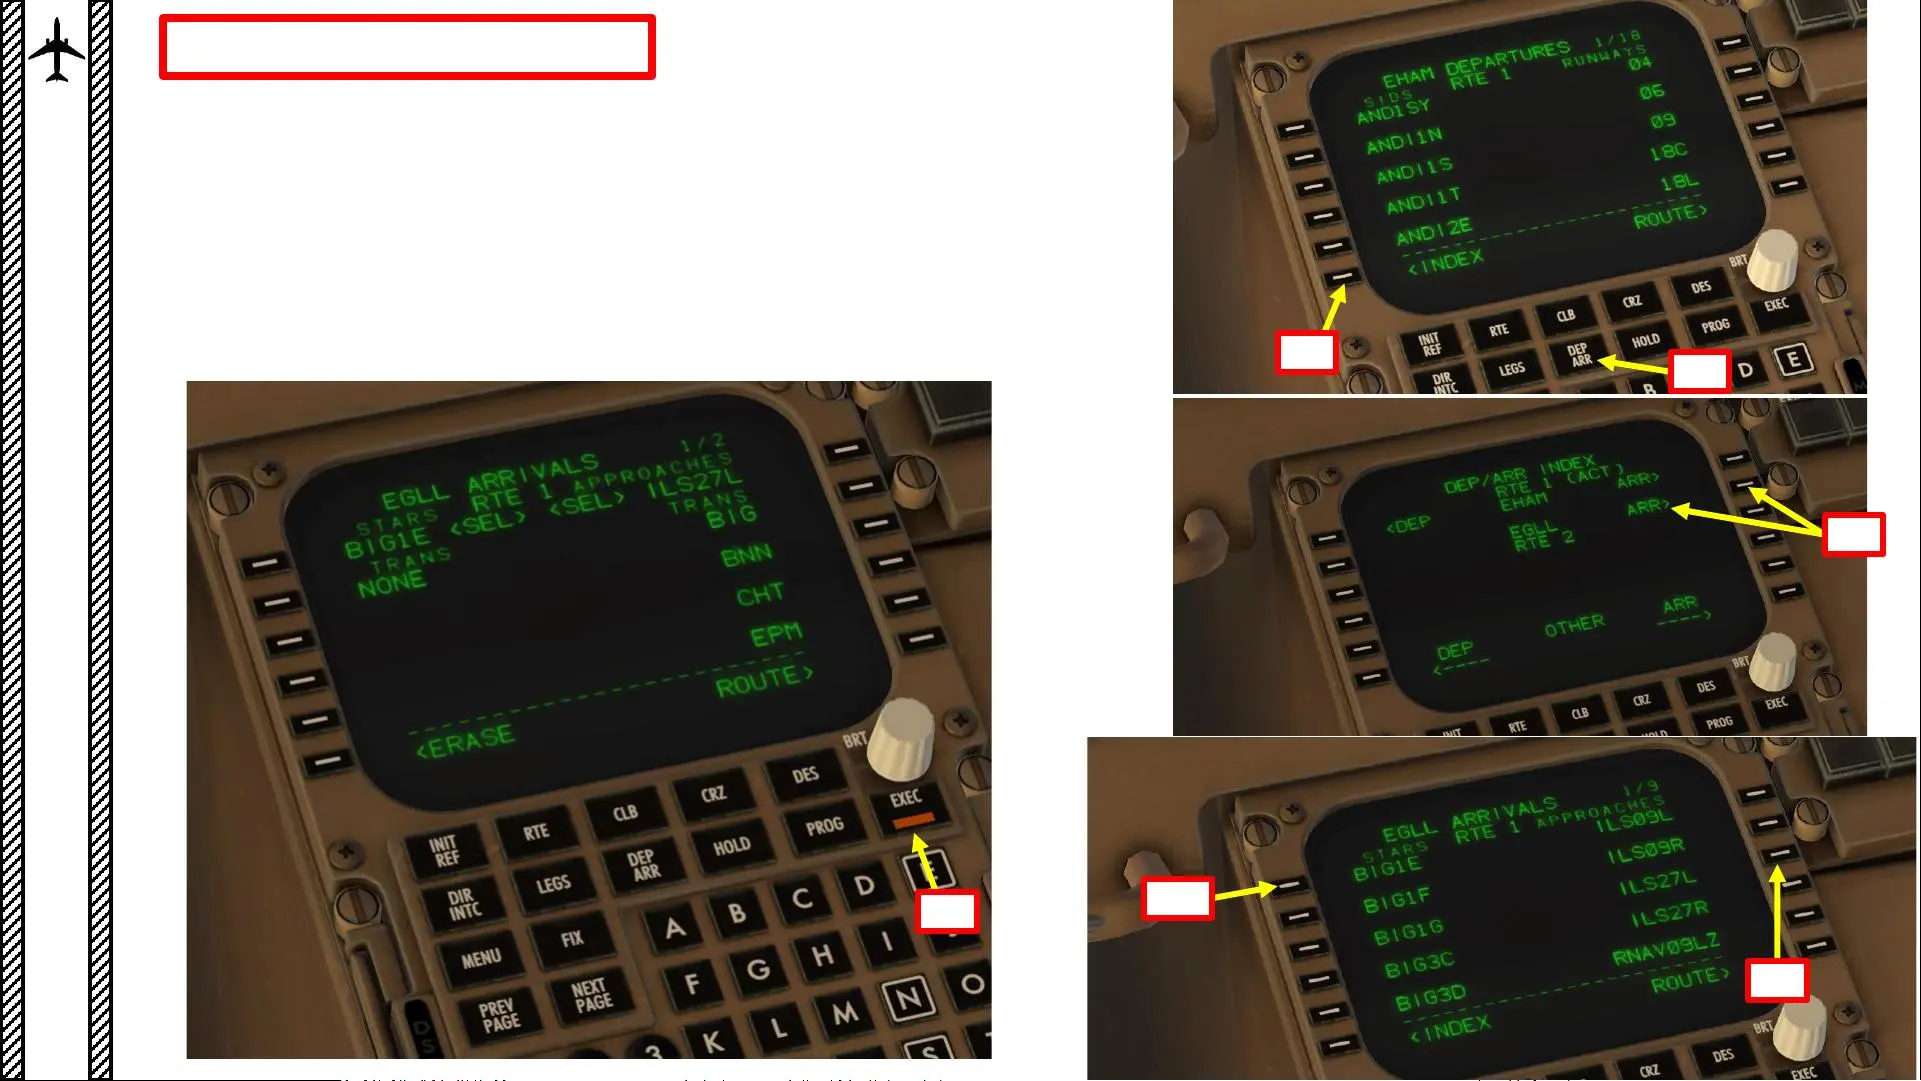 EHAM DEPARTURES 1/18
RTE 1 RUNWAYS
SIDS 04
AND1SY
06
ANDI1N
09
ANDI1S
18C
ANDI1T
18L
ANDI2E
ROUTE>
<INDEX
BRT
INIT REF
RTE
CLB
CRZ
DES
EXEC
DIR INTC
LEGS
DEP ARR
HOLD
PROG
B
D
E
EGLL ARRIVALS 1/2
RTE 1 APPROACHES
STARS <SEL> <SEL> ILS27L
BIG1E TRANS
TRANS BIG
NONE
BNN
CHT
EPM
ROUTE>
<ERASE
BRT
INIT REF
RTE
CLB
CRZ
DES
EXEC
DIR INTC
LEGS
DEP ARR
HOLD
PROG
MENU
FIX
A
B
C
D
PREV PAGE
NEXT PAGE
F
G
H
I
K
L
M
N
O
3
S
DEP/ARR INDEX
RTE 1 (ACT)
<DEP EHAM ARR>
EGLL ARR>
RTE 2
DEP OTHER ARR
<---- ---->
BRT
RTE
CLB
CRZ
DES
EXEC
PROG
EGLL ARRIVALS 1/9
RTE 1 APPROACHES
STARS ILS09L
BIG1E
ILS09R
BIG1F
ILS27L
BIG1G
ILS27R
BIG3C
RNAV09LZ
BIG3D
ROUTE>
<INDEX
BRT
CRZ
DES
EXEC